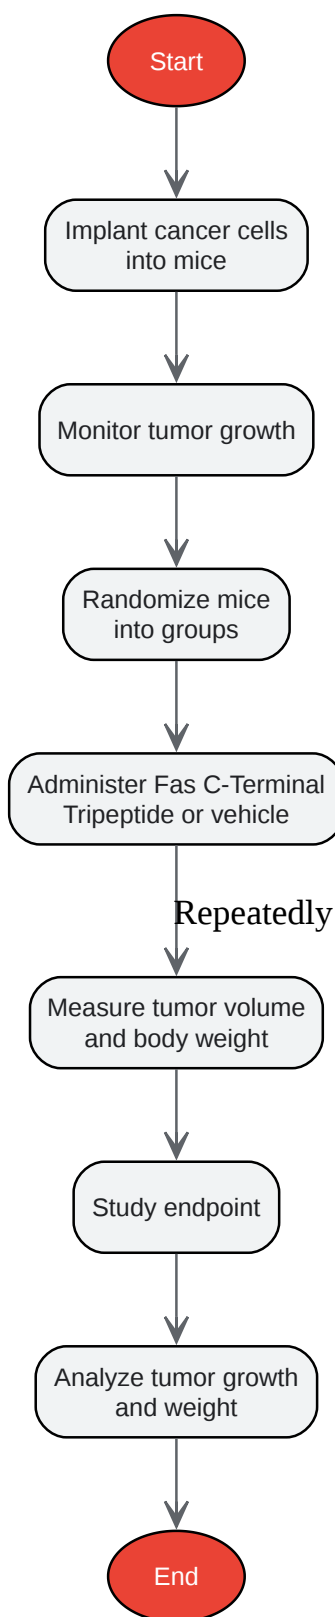 Start
Implant cancer cells
into mice
Monitor tumor growth
Randomize mice
into groups
Administer Fas C-Terminal
Tripeptide or vehicle
Repeatedly
Measure tumor volume
and body weight
Study endpoint
Analyze tumor growth
and weight
End